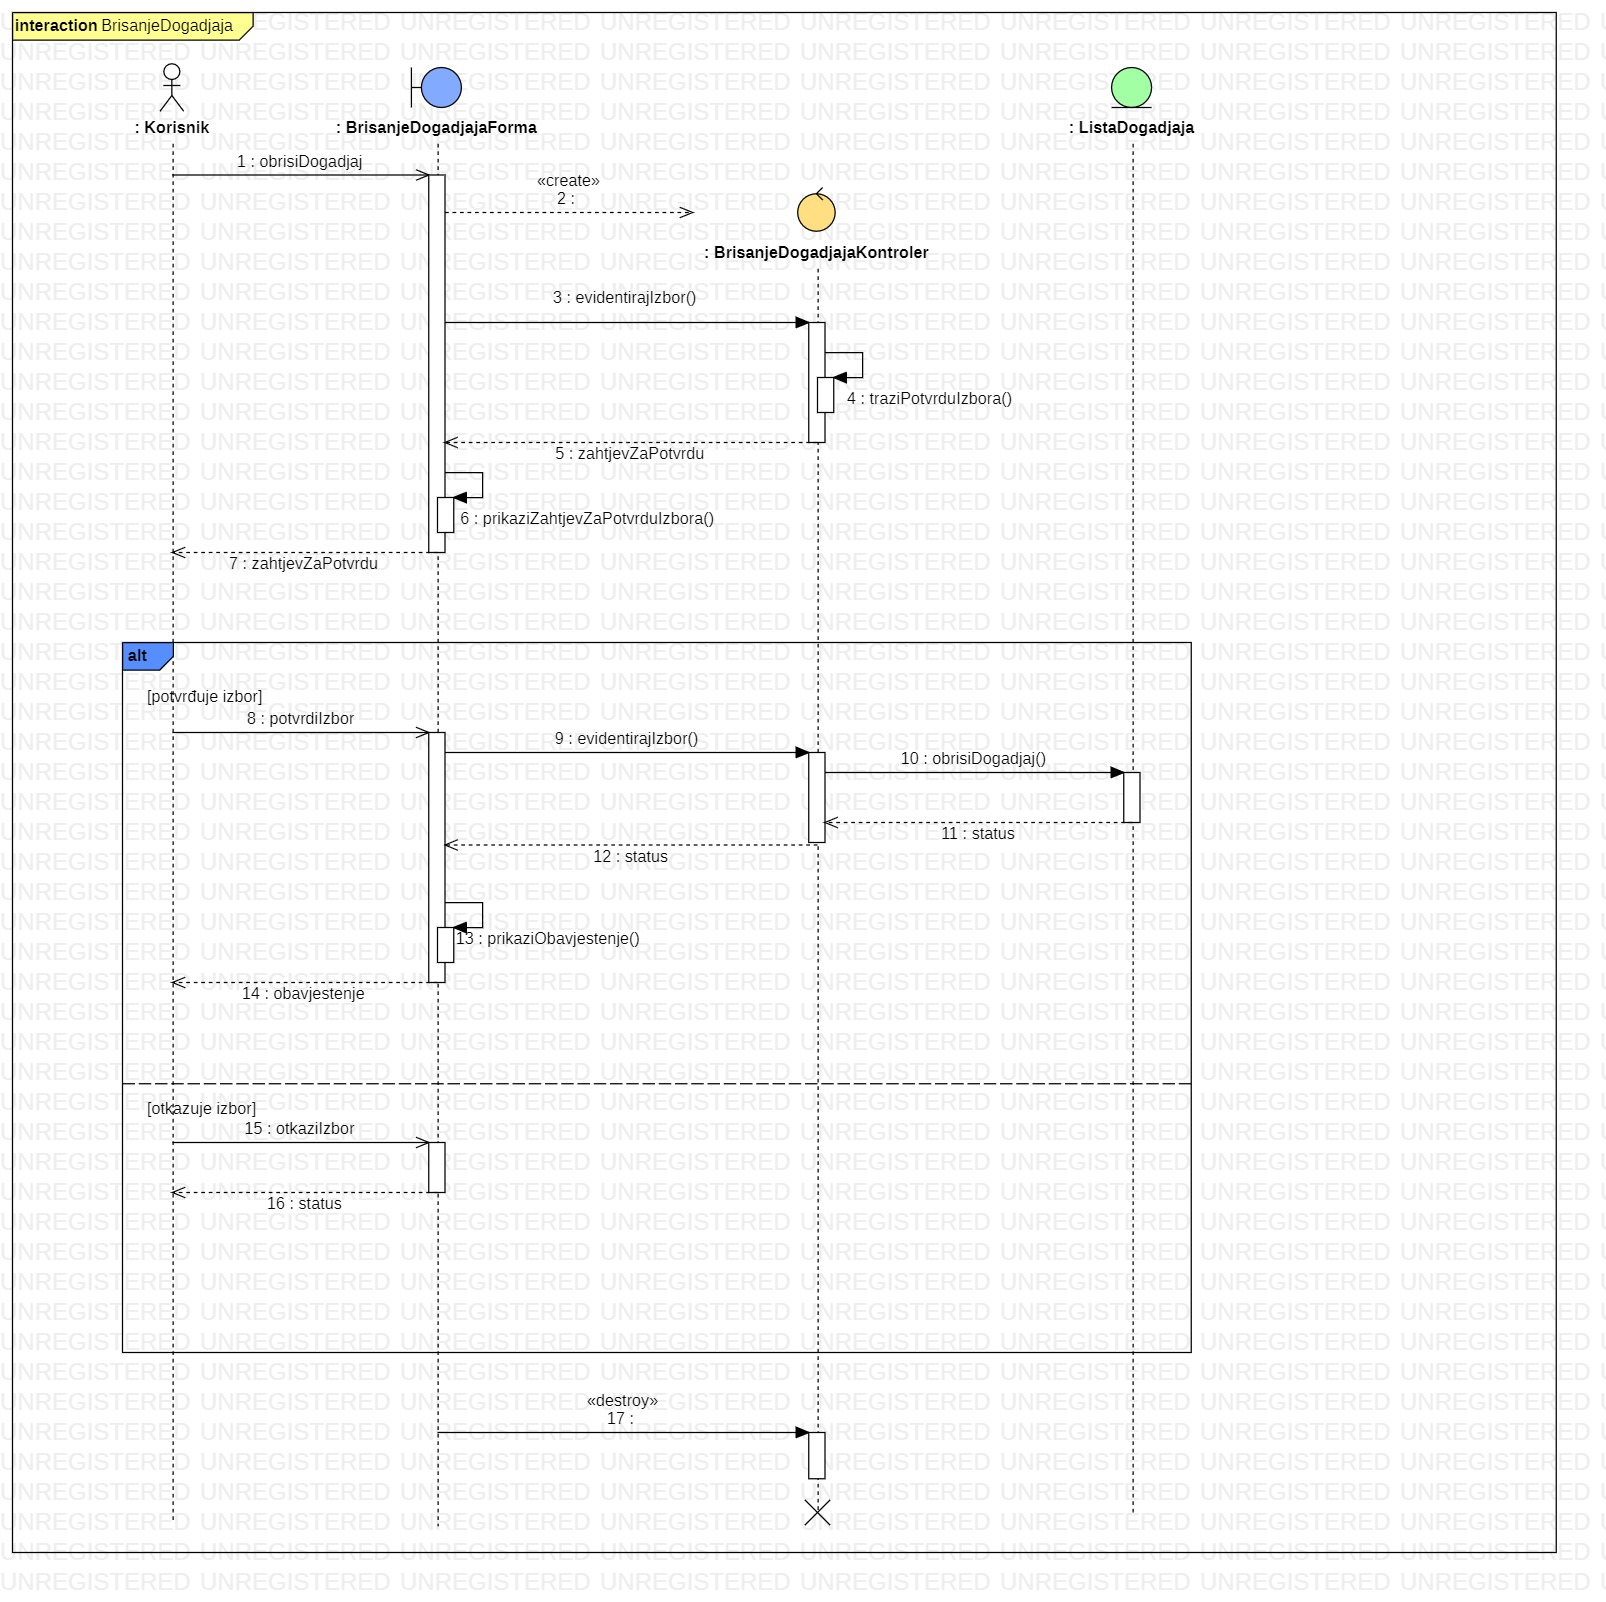 interaction BrisanjeDogadjaja
: Korisnik
: BrisanjeDogadjajaForma
: ListaDogadjaja
1 : obrisiDogadjaj
«create»
2 :
: BrisanjeDogadjajaKontroler
3 : evidentirajIzbor()
4 : traziPotvrduIzbora()
5 : zahtjevZaPotvrdu
6 : prikaziZahtjevZaPotvrduIzbora()
7 : zahtjevZaPotvrdu
alt
[potvrđuje izbor]
8 : potvrdiIzbor
9 : evidentirajIzbor()
10 : obrisiDogadjaj()
11 : status
12 : status
13 : prikaziObavjestenje()
14 : obavjestenje
[otkazuje izbor]
15 : otkaziIzbor
16 : status
«destroy»
17 :
UNREGISTERED